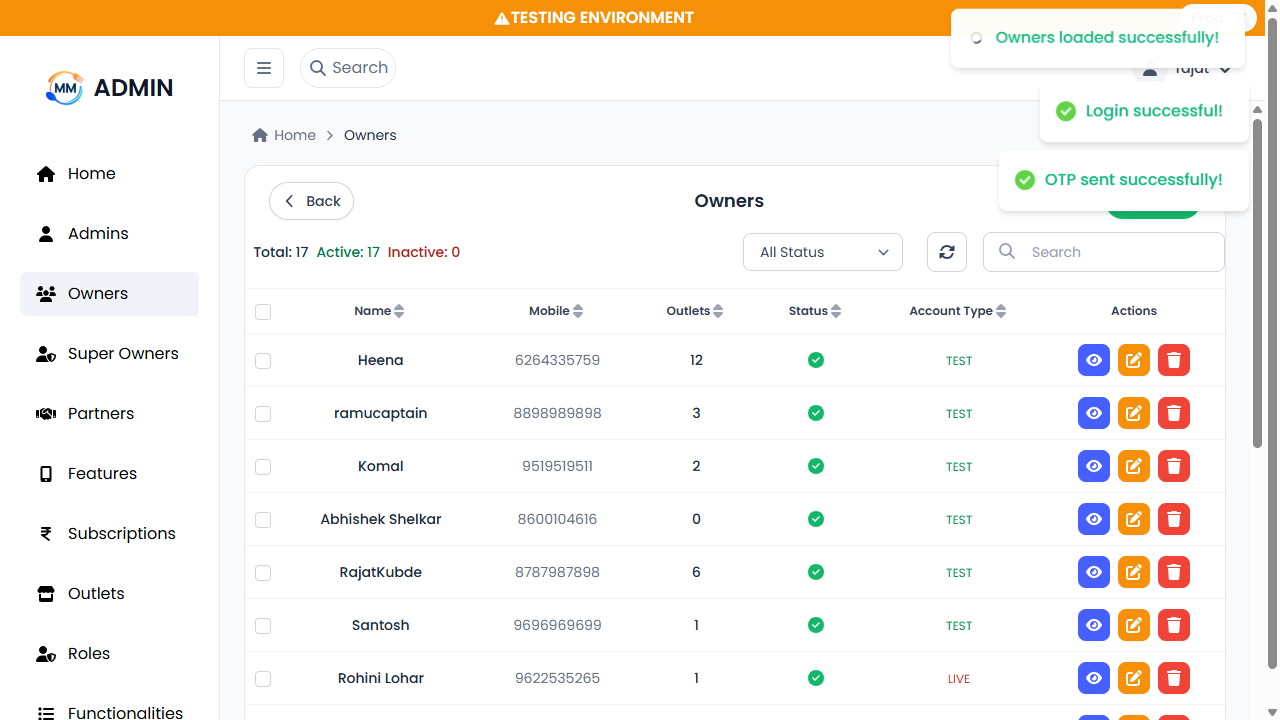 TESTING ENVIRONMENT
Prod
Owners loaded successfully!
MM ADMIN
Search
rajat
Login successful!
Home > Owners
OTP sent successfully!
Back
Owners
Total: 17 Active: 17 Inactive: 0
All Status
Search
Name Mobile Outlets Status Account Type Actions
Heena 6264335759 12 TEST
ramucaptain 8898989898 3 TEST
Komal 9519519511 2 TEST
Abhishek Shelkar 8600104616 0 TEST
RajatKubde 8787987898 6 TEST
Santosh 9696969699 1 TEST
Rohini Lohar 9622535265 1 LIVE
Home
Admins
Owners
Super Owners
Partners
Features
Subscriptions
Outlets
Roles
Functionalities